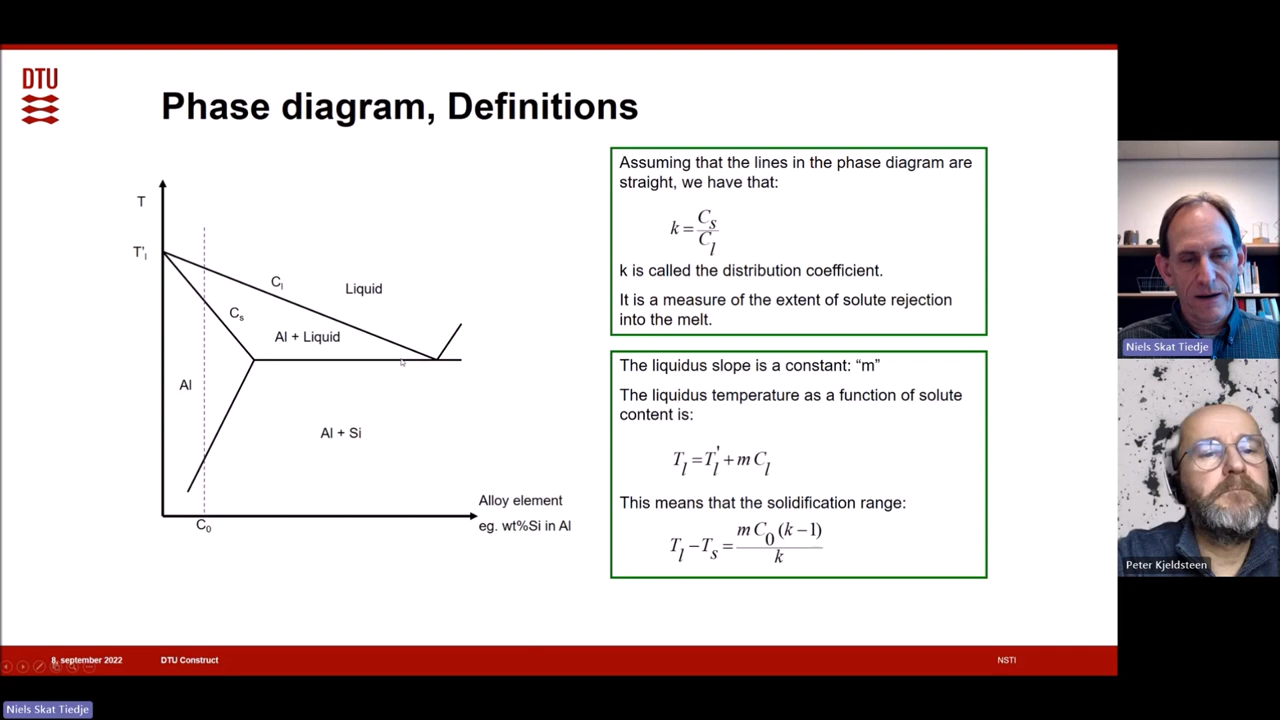 DTU
Phase diagram, Definitions
T
T'l
Cl
Liquid
Cs
Al + Liquid
Al
Al + Si
C0
Alloy element
eg. wt%Si in Al
Assuming that the lines in the phase diagram are
straight, we have that:
k = Cs / Cl
k is called the distribution coefficient.
It is a measure of the extent of solute rejection
into the melt.
The liquidus slope is a constant: “m”
The liquidus temperature as a function of solute
content is:
Tl = T'l + m Cl
This means that the solidification range:
Tl − Ts = m C0 (k − 1) / k
8. september 2022
DTU Construct
NSTI
Niels Skat Tiedje
Peter Kjeldsteen
Niels Skat Tiedje